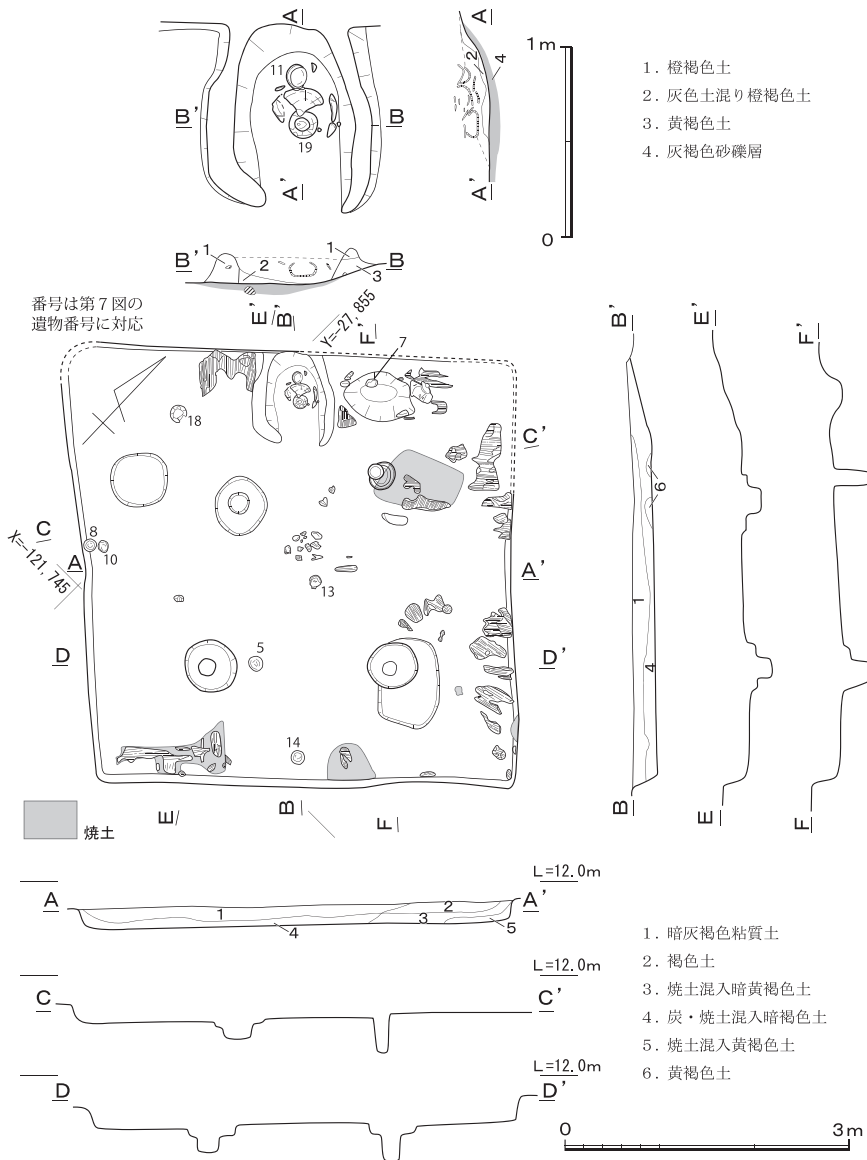 A
11
B'
B
19
A'
A
2
4
A'
1m
0
1. 橙褐色土
2. 灰色土混り橙褐色土
3. 黄褐色土
4. 灰褐色砂礫層
B'
1
2
1
3
B
番号は第７図の
遺物番号に対応
E'
B'
Y=-27,855
F'
7
18
C'
C
8
10
X=-121,745
A
A'
13
D
5
D'
14
E
B
F
焼土
B'
6
1
4
B
E'
E
F'
F
L=12.0m
A
1
2
3
4
5
A'
L=12.0m
C
C'
L=12.0m
D
D'
1. 暗灰褐色粘質土
2. 褐色土
3. 焼土混入暗黄褐色土
4. 炭・焼土混入暗褐色土
5. 焼土混入黄褐色土
6. 黄褐色土
0
3m